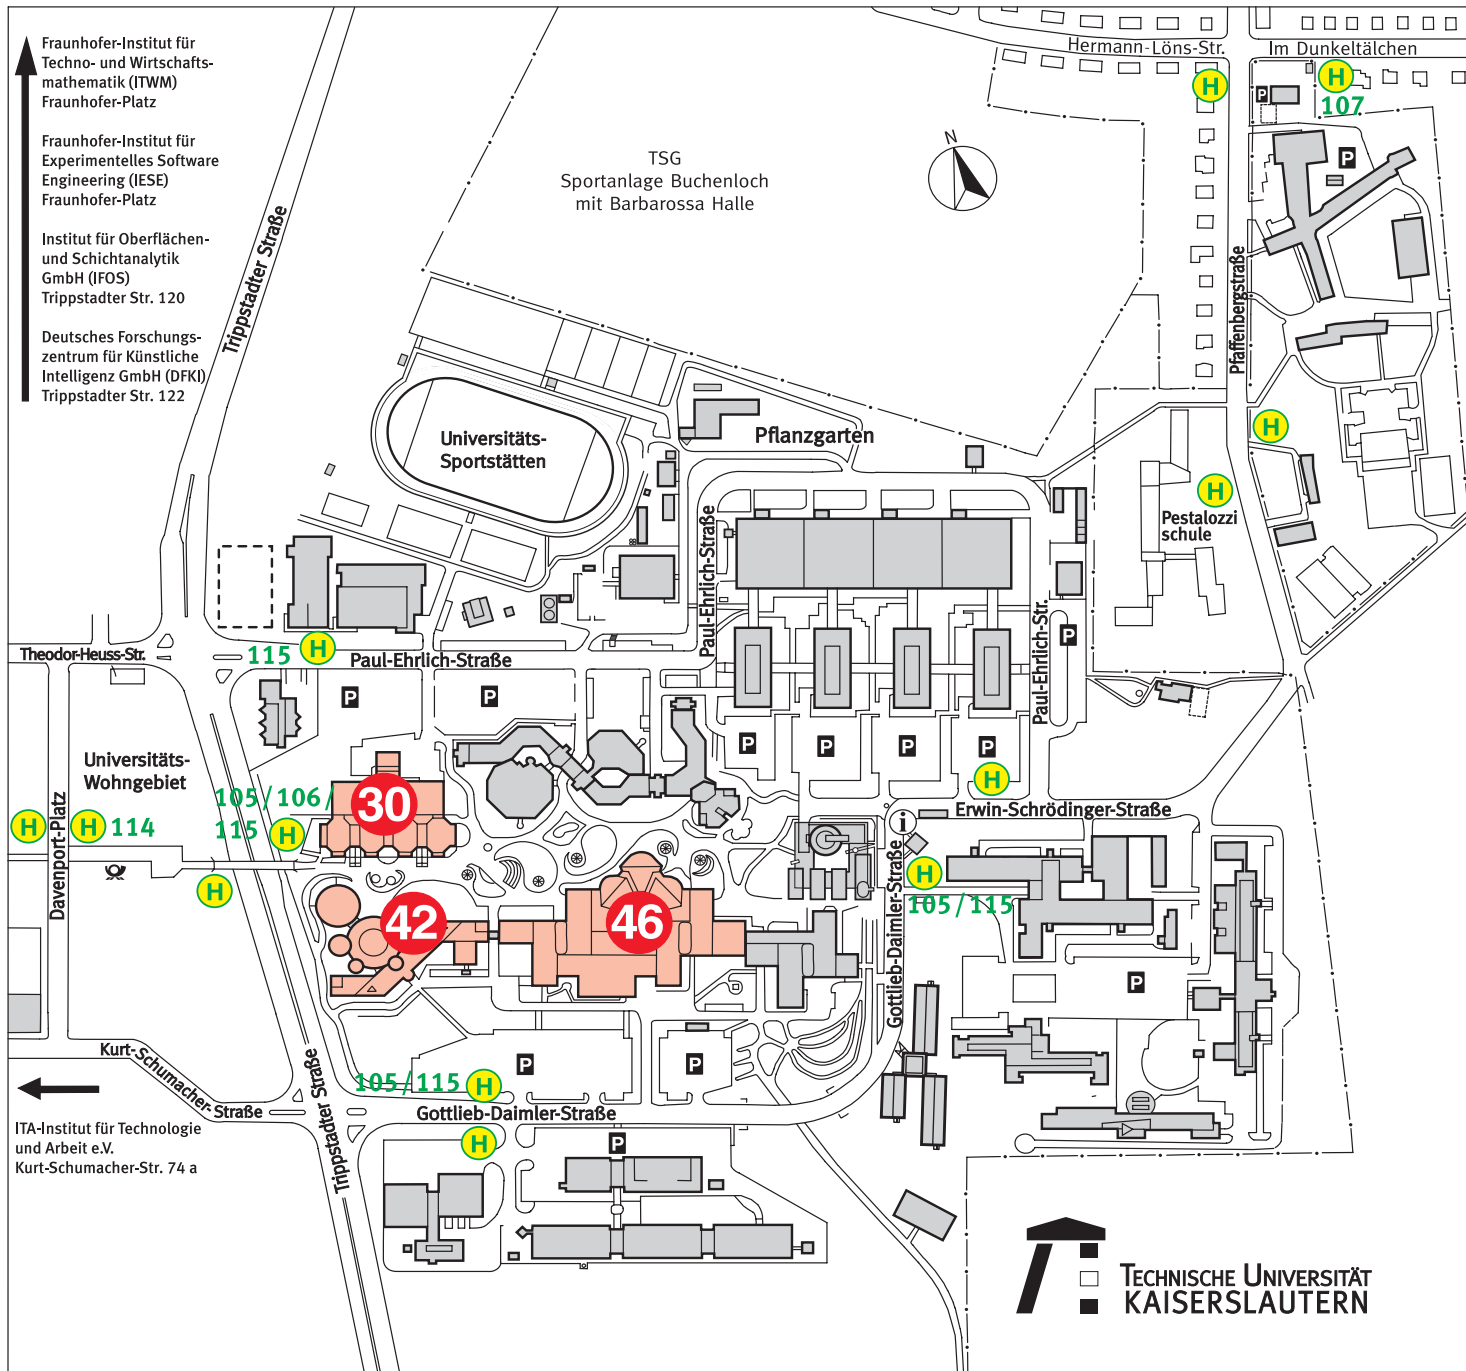 Fraunhofer-Institut für
Techno- und Wirtschafts-
mathematik (ITWM)
Fraunhofer-Platz
Fraunhofer-Institut für
Experimentelles Software
Engineering (IESE)
Fraunhofer-Platz
Institut für Oberflächen-
und Schichtanalytik
GmbH (IFOS)
Trippstadter Str. 120
Deutsches Forschungs-
zentrum für Künstliche
Intelligenz GmbH (DFKI)
Trippstadter Str. 122
Trippstadter Straße
TSG
Sportanlage Buchenloch
mit Barbarossa Halle
N
Hermann-Löns-Str.
Im Dunkeltälchen
H
H
107
P
P
Pfaffenbergstraße
H
H
Pestalozzi
schule
Universitäts-
Sportstätten
Pflanzgarten
Paul-Ehrlich-Straße
Paul-Ehrlich-Str.
Paul-Ehrlich-Str.
P
Theodor-Heuss-Str.
115
H
Paul-Ehrlich-Straße
P
P
P
P
P
P
H
Universitäts-
Wohngebiet
Davenport-Platz
H
H
114
105/106/
115
H
H
30
42
46
Erwin-Schrödinger-Straße
i
H
105/115
Gottlieb-Daimler-Straße
P
Kurt-Schumacher-Straße
Trippstadter Straße
P
P
105/115
H
Gottlieb-Daimler-Straße
H
P
ITA-Institut für Technologie
und Arbeit e.V.
Kurt-Schumacher-Str. 74 a
TECHNISCHE UNIVERSITÄT
KAISERSLAUTERN